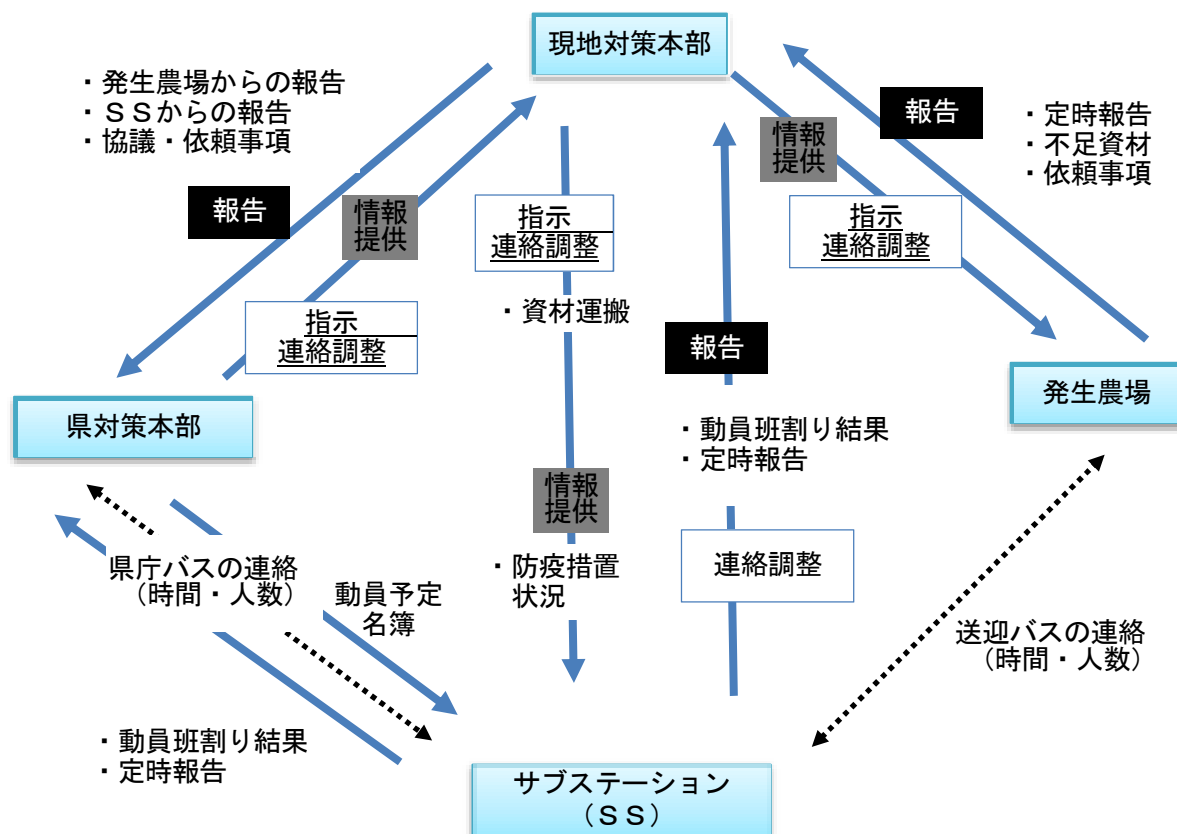 現地対策本部
・発生農場からの報告
・ＳＳからの報告
・協議・依頼事項
報告
・定時報告
・不足資材
・依頼事項
情報
提供
報告
情報
提供
指示
連絡調整
指示
連絡調整
・資材運搬
指示
連絡調整
報告
県対策本部
発生農場
・動員班割り結果
・定時報告
情報
提供
・防疫措置
状況
連絡調整
県庁バスの連絡
（時間・人数）
動員予定
名簿
送迎バスの連絡
（時間・人数）
・動員班割り結果
・定時報告
サブステーション
（ＳＳ）